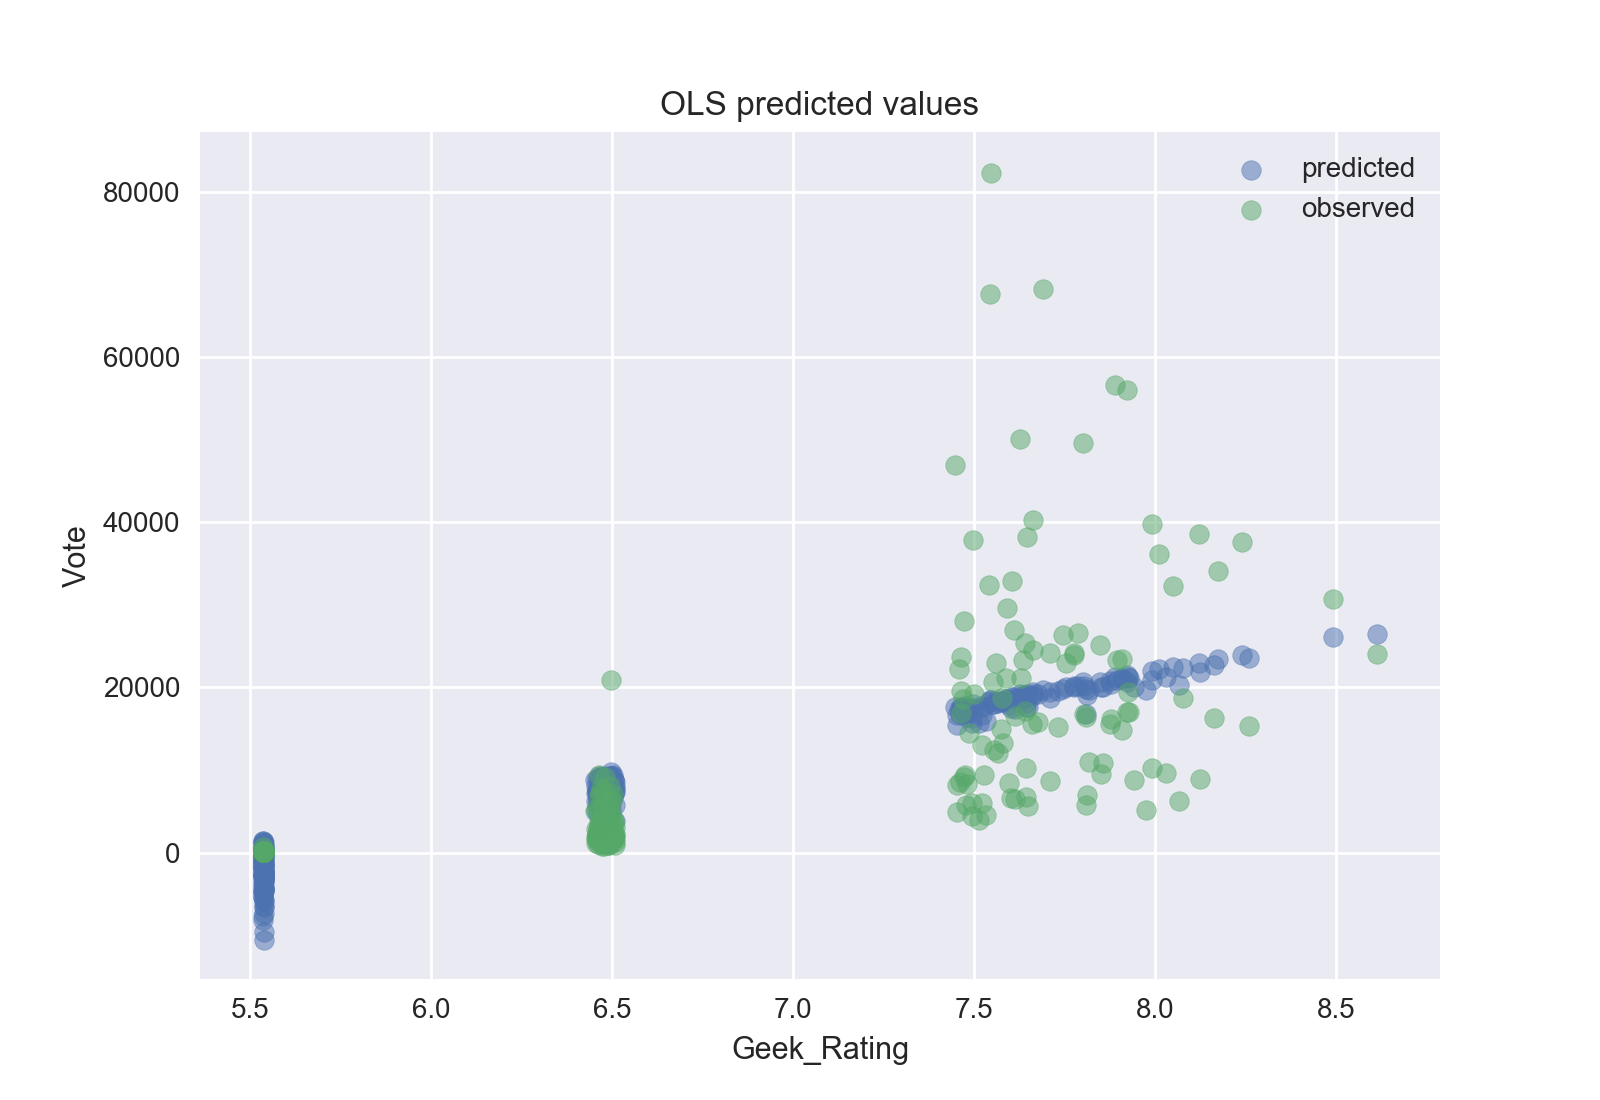 OLS predicted values
predicted
observed
80000
60000
40000
20000
0
Vote
5.5 6.0 6.5 7.0 7.5 8.0 8.5
Geek_Rating